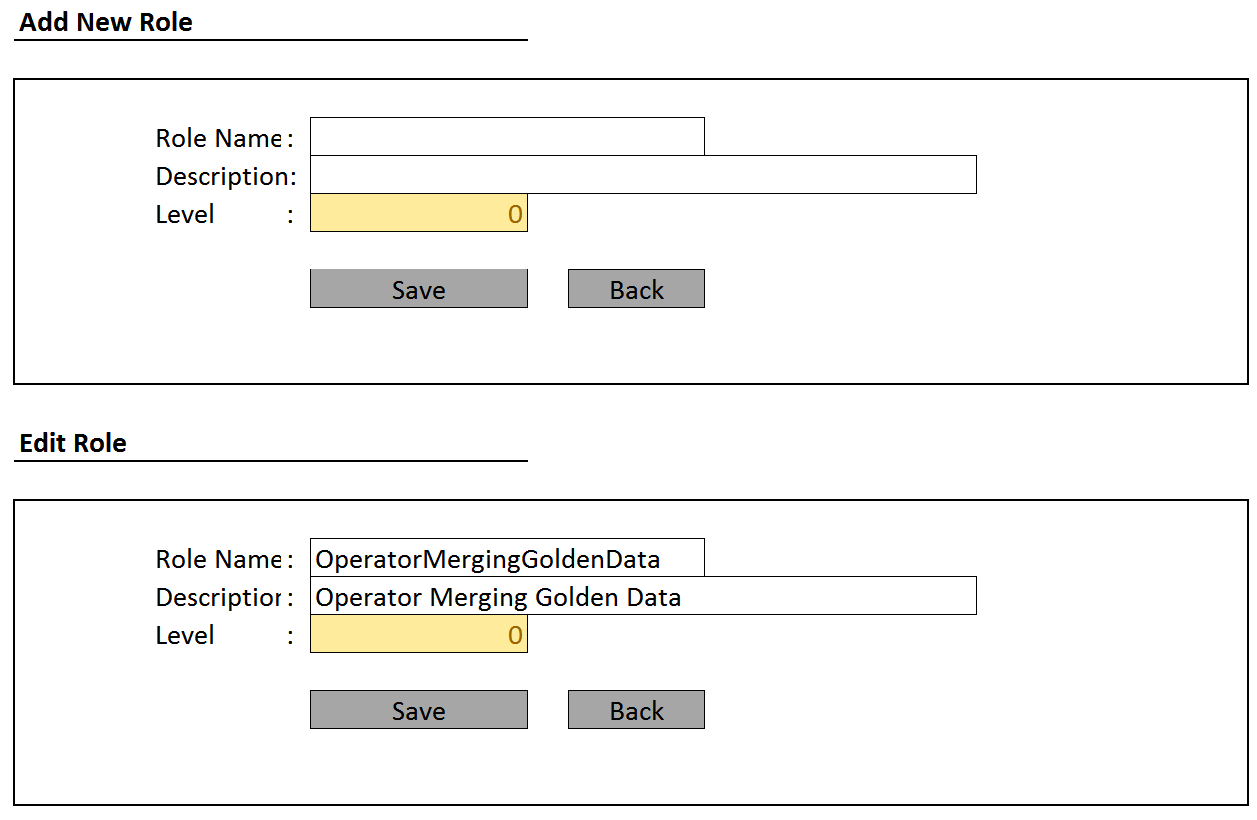 Add New Role
Role Name :
Description:
Level : 0
Save Back
Edit Role
Role Name : OperatorMergingGoldenData
Description : Operator Merging Golden Data
Level : 0
Save Back